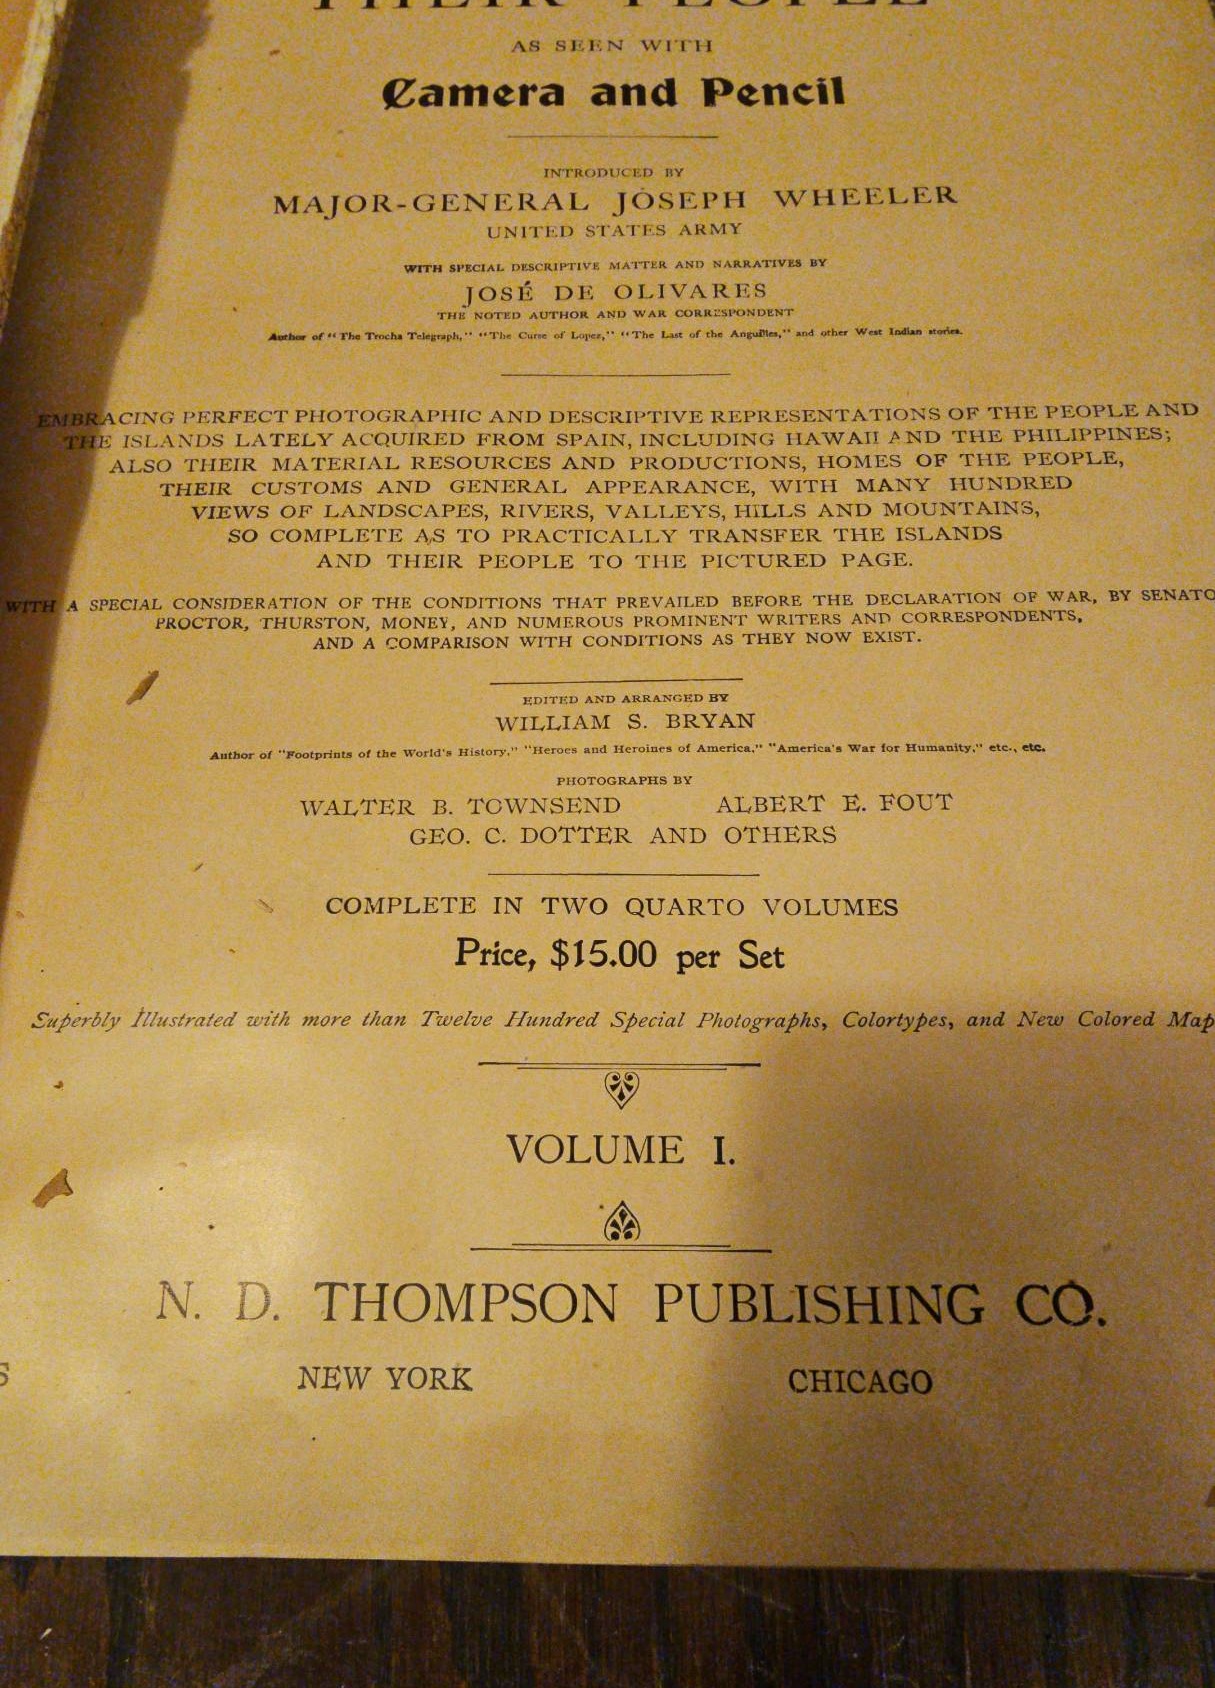 THEIR PEOPLE
AS SEEN WITH
Camera and Pencil
INTRODUCED BY
MAJOR-GENERAL JOSEPH WHEELER
UNITED STATES ARMY
WITH SPECIAL DESCRIPTIVE MATTER AND NARRATIVES BY
JOSÉ DE OLIVARES
THE NOTED AUTHOR AND WAR CORRESPONDENT
Author of "The Trocha Telegraph," "The Curse of Lopez," "The Last of the Anguilles," and other West Indian stories.
EMBRACING PERFECT PHOTOGRAPHIC AND DESCRIPTIVE REPRESENTATIONS OF THE PEOPLE AND
THE ISLANDS LATELY ACQUIRED FROM SPAIN, INCLUDING HAWAII AND THE PHILIPPINES;
ALSO THEIR MATERIAL RESOURCES AND PRODUCTIONS, HOMES OF THE PEOPLE,
THEIR CUSTOMS AND GENERAL APPEARANCE, WITH MANY HUNDRED
VIEWS OF LANDSCAPES, RIVERS, VALLEYS, HILLS AND MOUNTAINS,
SO COMPLETE AS TO PRACTICALLY TRANSFER THE ISLANDS
AND THEIR PEOPLE TO THE PICTURED PAGE.
WITH A SPECIAL CONSIDERATION OF THE CONDITIONS THAT PREVAILED BEFORE THE DECLARATION OF WAR, BY SENATO
PROCTOR, THURSTON, MONEY, AND NUMEROUS PROMINENT WRITERS AND CORRESPONDENTS,
AND A COMPARISON WITH CONDITIONS AS THEY NOW EXIST.
EDITED AND ARRANGED BY
WILLIAM S. BRYAN
Author of "Footprints of the World's History," "Heroes and Heroines of America," "America's War for Humanity," etc., etc.
PHOTOGRAPHS BY
WALTER B. TOWNSEND ALBERT E. FOUT
GEO. C. DOTTER AND OTHERS
COMPLETE IN TWO QUARTO VOLUMES
Price, $15.00 per Set
Superbly Illustrated with more than Twelve Hundred Special Photographs, Colortypes, and New Colored Map
VOLUME I.
N. D. THOMPSON PUBLISHING CO.
S NEW YORK CHICAGO